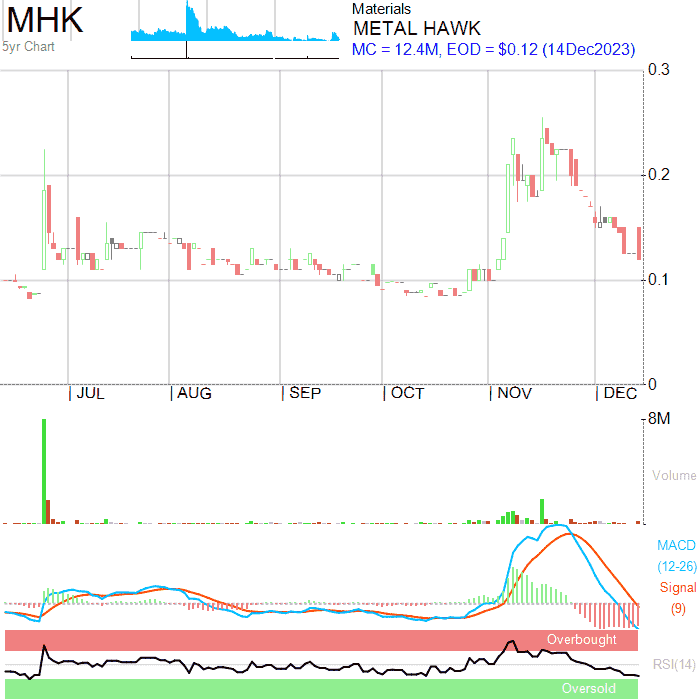 MHK
5yr Chart
Materials
METAL HAWK
MC = 12.4M, EOD = $0.12 (14Dec2023)
0.3
0.2
0.1
0
JUL AUG SEP OCT NOV DEC
8M
Volume
MACD
(12-26)
Signal
(9)
Overbought
RSI(14)
Oversold